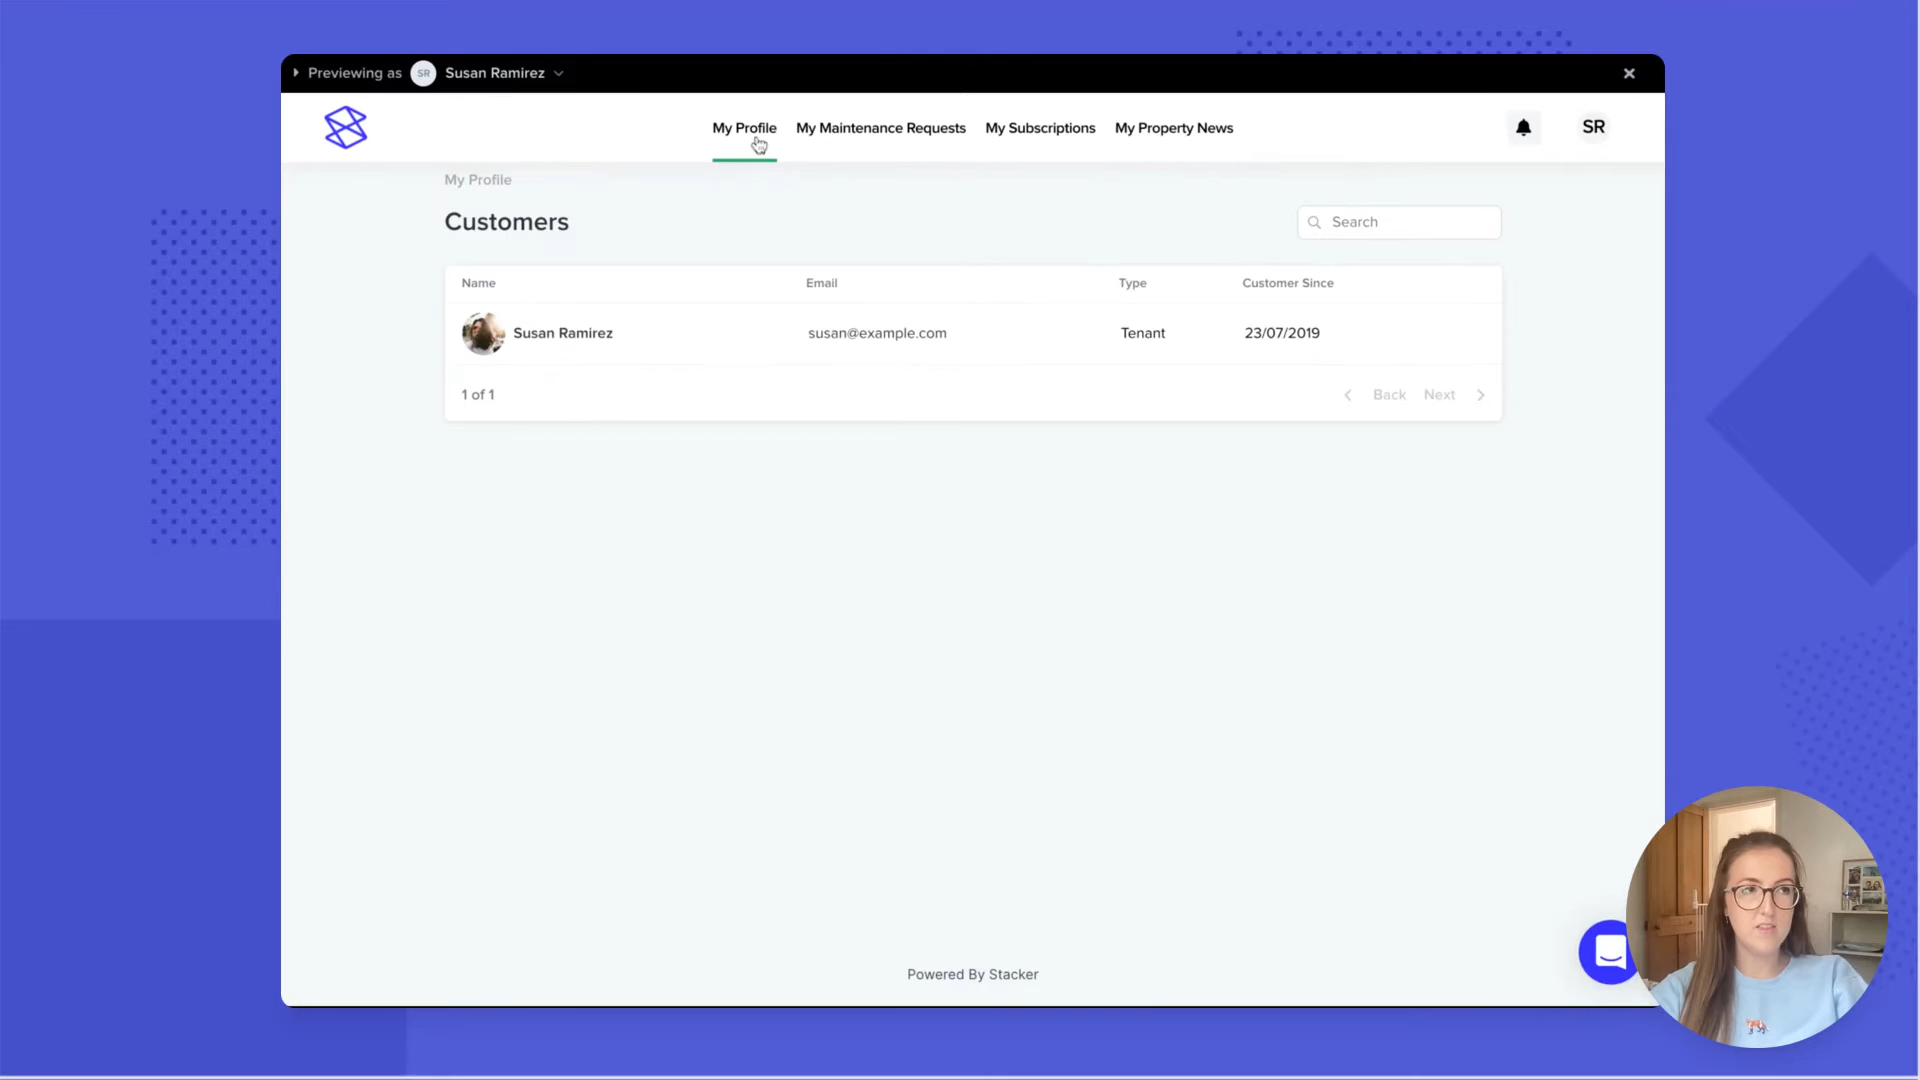 Previewing as SR Susan Ramirez
My Profile My Maintenance Requests My Subscriptions My Property News SR
My Profile
Customers
Search
Name Email Type Customer Since
Susan Ramirez susan@example.com Tenant 23/07/2019
1 of 1 Back Next
Powered By Stacker